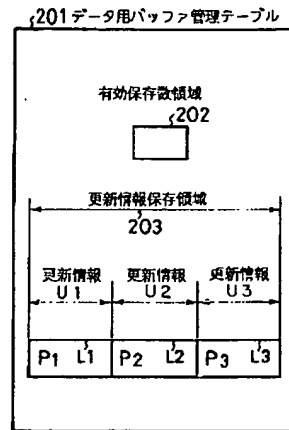 201データ用バッファ管理テーブル
有効保存数領域
202
更新情報保存領域
203
更新情報 更新情報 更新情報
U1 U2 U3
P1 L1 P2 L2 P3 L3